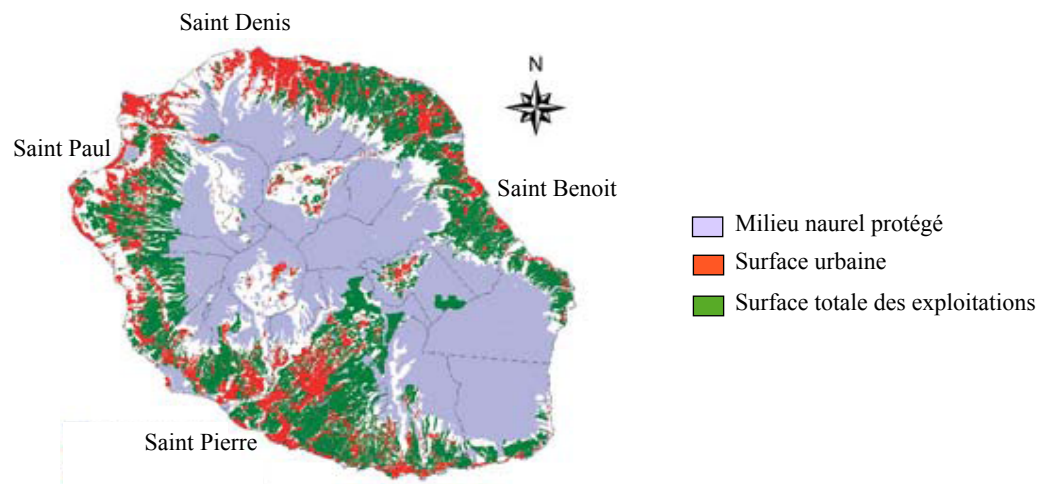 Saint Denis
N
Saint Paul
Saint Benoit
Milieu naurel protégé
Surface urbaine
Surface totale des exploitations
Saint Pierre